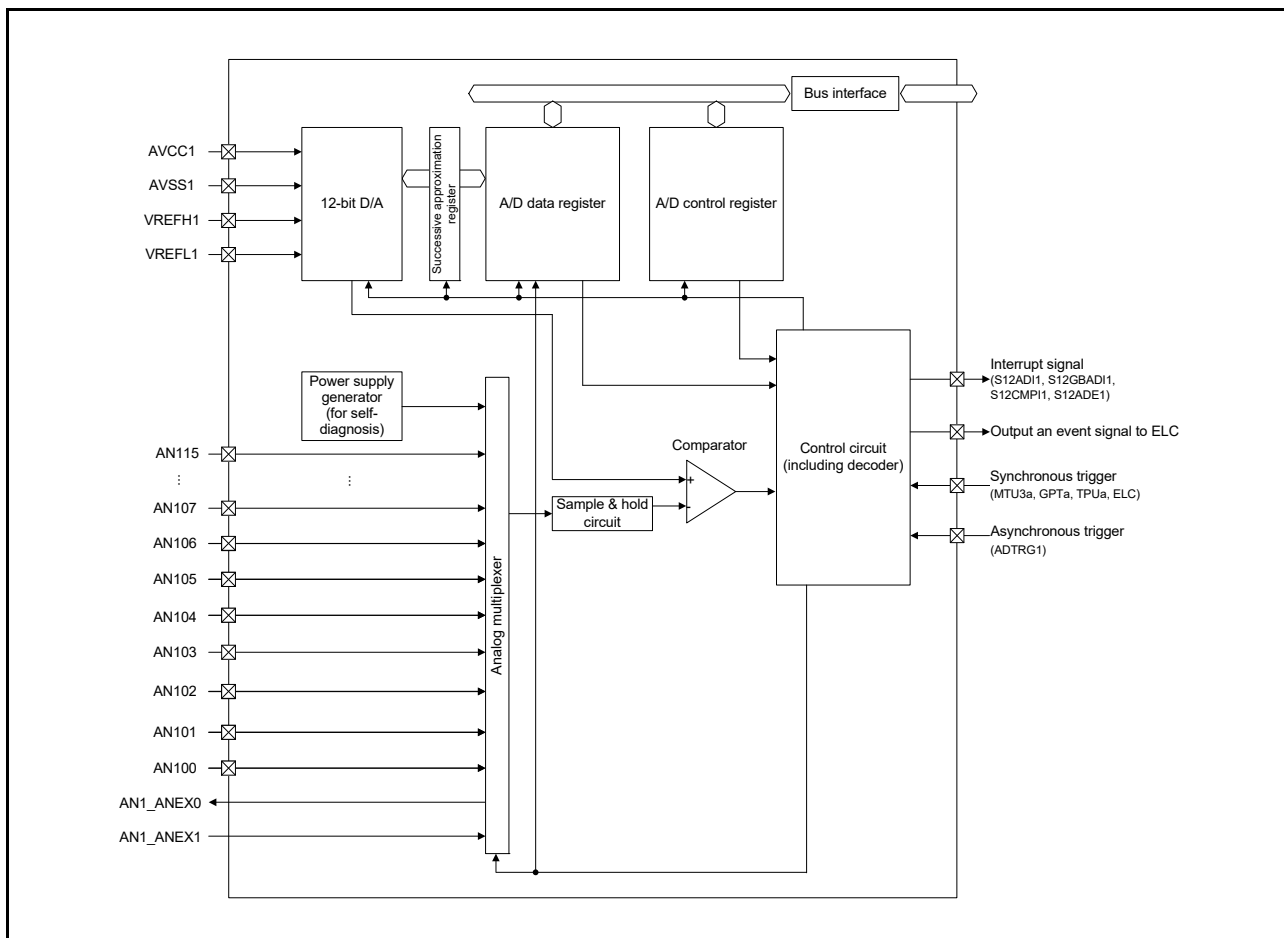 Bus interface
AVCC1
AVSS1
VREFH1
VREFL1
12-bit D/A
Successive approximation
register
A/D data register
A/D control register
Power supply
generator
(for self-
diagnosis)
Analog multiplexer
Sample & hold
circuit
Comparator
+
-
Control circuit
(including decoder)
Interrupt signal
(S12ADI1, S12GBADI1,
S12CMPI1, S12ADE1)
Output an event signal to ELC
Synchronous trigger
(MTU3a, GPTa, TPUa, ELC)
Asynchronous trigger
(ADTRG1)
AN115
⋮
⋮
AN107
AN106
AN105
AN104
AN103
AN102
AN101
AN100
AN1_ANEX0
AN1_ANEX1